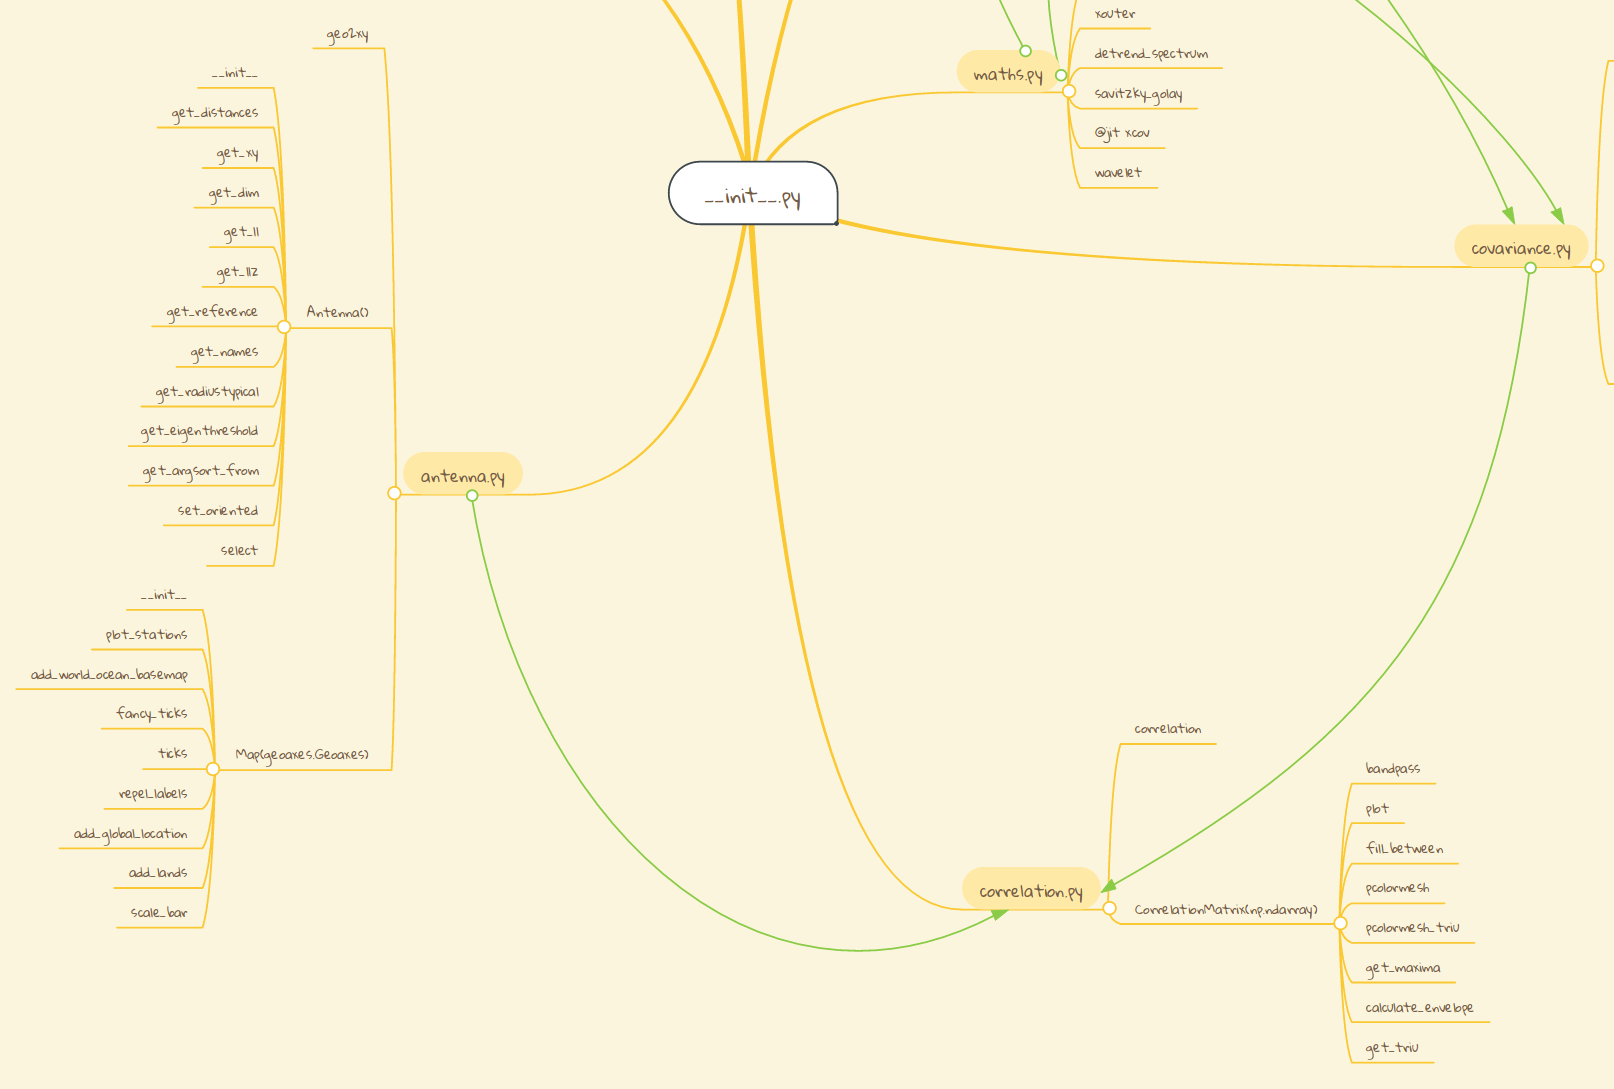 geo2xy
__init__
get_distances
get_xy
get_dim
get_ll
get_llz
get_reference
get_names
get_radiustypical
get_eigenthreshold
get_argsort_from
set_oriented
select
Antenna()
antenna.py
__init__
plot_stations
add_world_ocean_basemap
fancy_ticks
ticks
repel_labels
add_global_location
add_lands
scale_bar
Map(geoaxes.Geoaxes)
__init__.py
maths.py
xouter
detrend_spectrum
savitzky_golay
@jit xcov
wavelet
covariance.py
correlation.py
correlation
CorrelationMatrix(np.ndarray)
bandpass
plot
fill_between
pcolormesh
pcolormesh_triu
get_maxima
calculate_envelope
get_triu